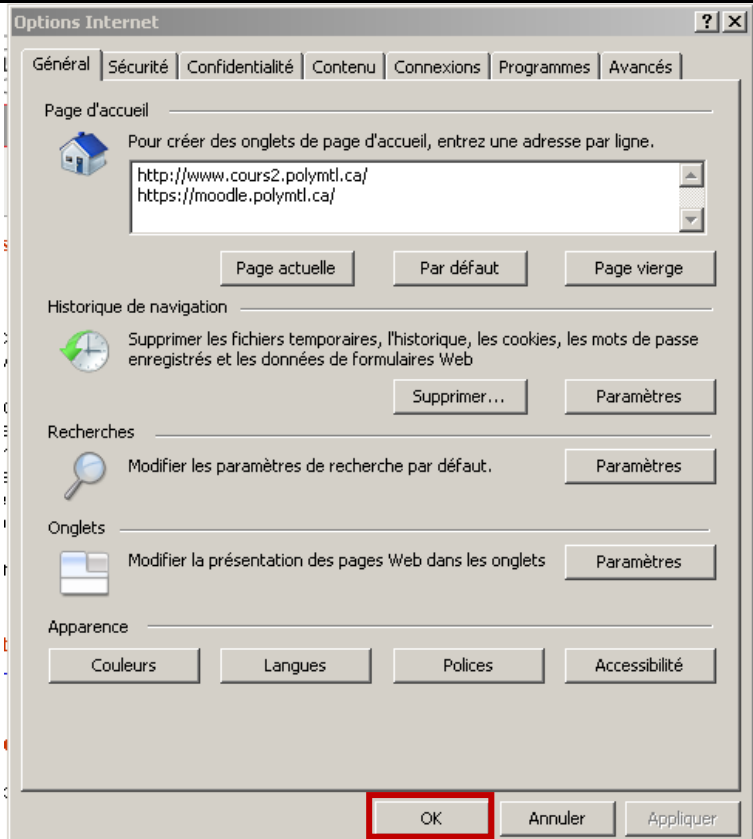 Options Internet
Général Sécurité Confidentialité Contenu Connexions Programmes Avancés
Page d'accueil
Pour créer des onglets de page d'accueil, entrez une adresse par ligne.
http://www.cours2.polymtl.ca/
https://moodle.polymtl.ca/
Page actuelle Par défaut Page vierge
Historique de navigation
Supprimer les fichiers temporaires, l'historique, les cookies, les mots de passe
enregistrés et les données de formulaires Web
Supprimer... Paramètres
Recherches
Modifier les paramètres de recherche par défaut. Paramètres
Onglets
Modifier la présentation des pages Web dans les onglets Paramètres
Apparence
Couleurs Langues Polices Accessibilité
OK Annuler Appliquer